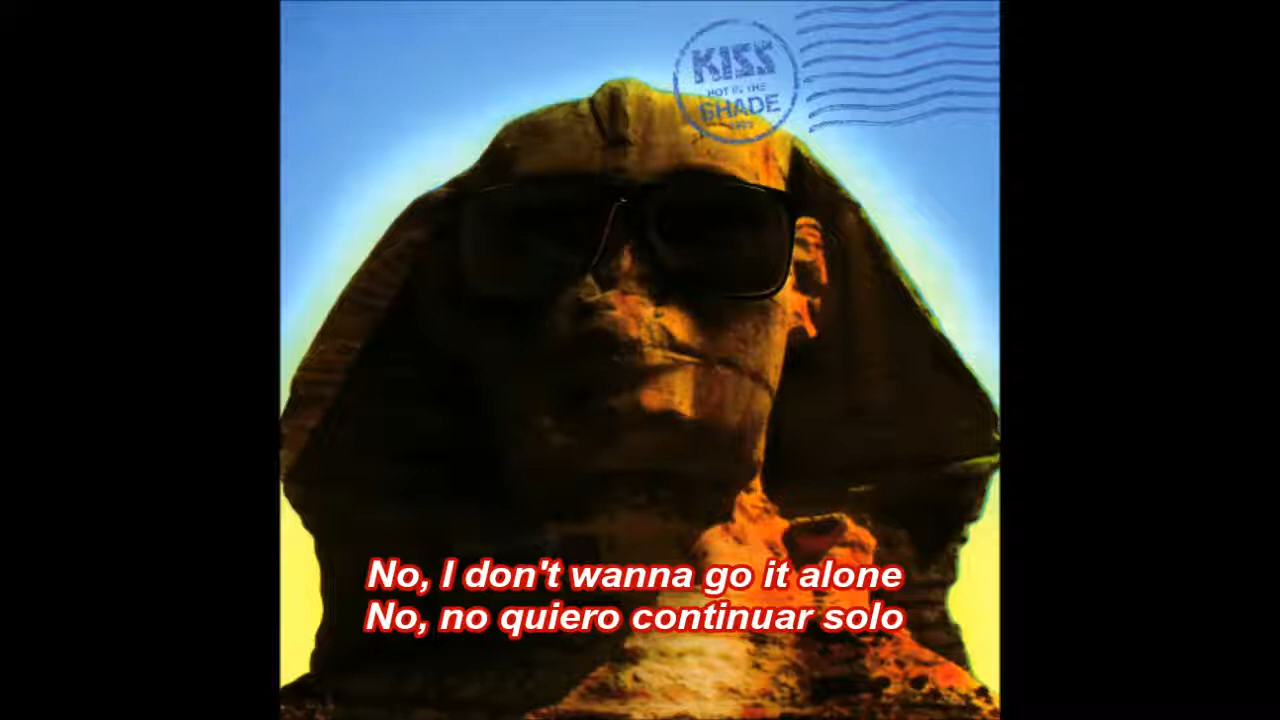 KISS
HOT IN THE
SHADE
No, I don't wanna go it alone
No, no quiero continuar solo